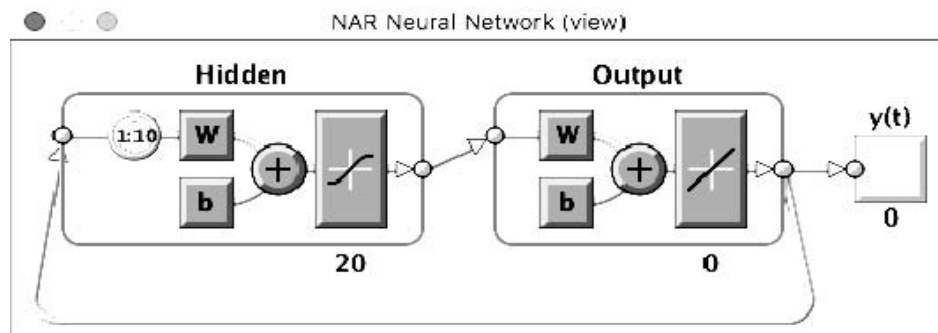 NAR Neural Network (view)
Hidden
Output
y(t)
1:10
W
b
+
20
W
b
+
0
0